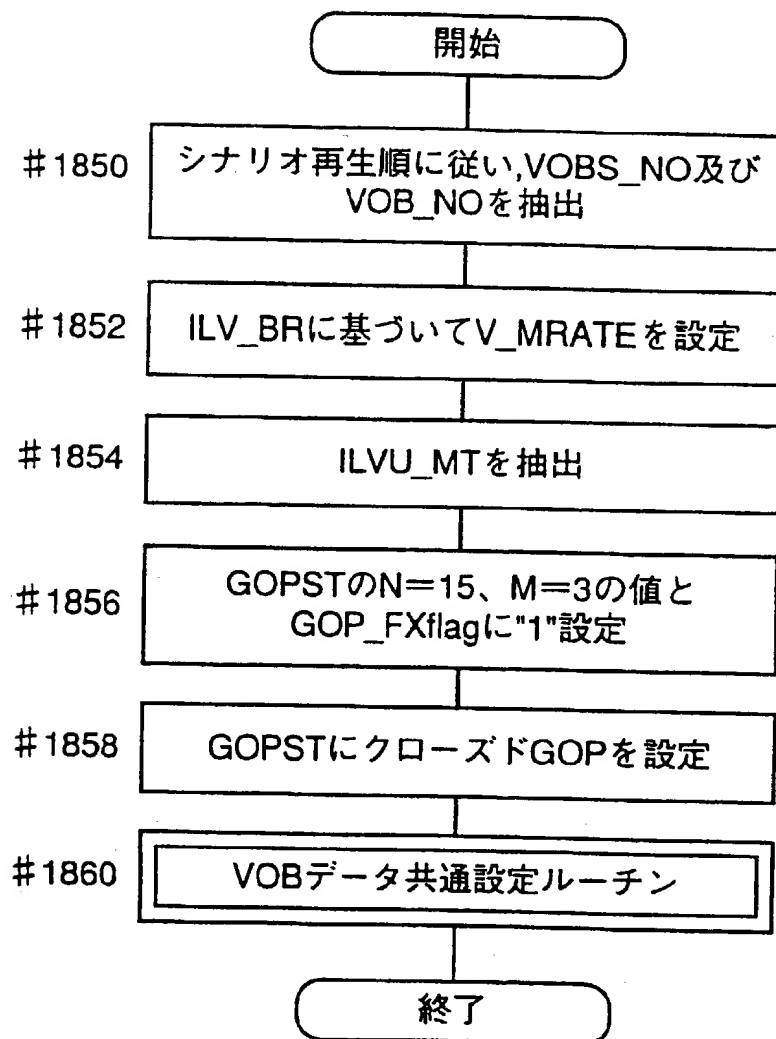 開始
#1850
シナリオ再生順に従い,VOBS_NO及び
VOB_NOを抽出
#1852
ILV_BRに基づいてV_MRATEを設定
#1854
ILVU_MTを抽出
#1856
GOPSTのN=15、M=3の値と
GOP_FXflagに"1"設定
#1858
GOPSTにクローズドGOPを設定
#1860
VOBデータ共通設定ルーチン
終了